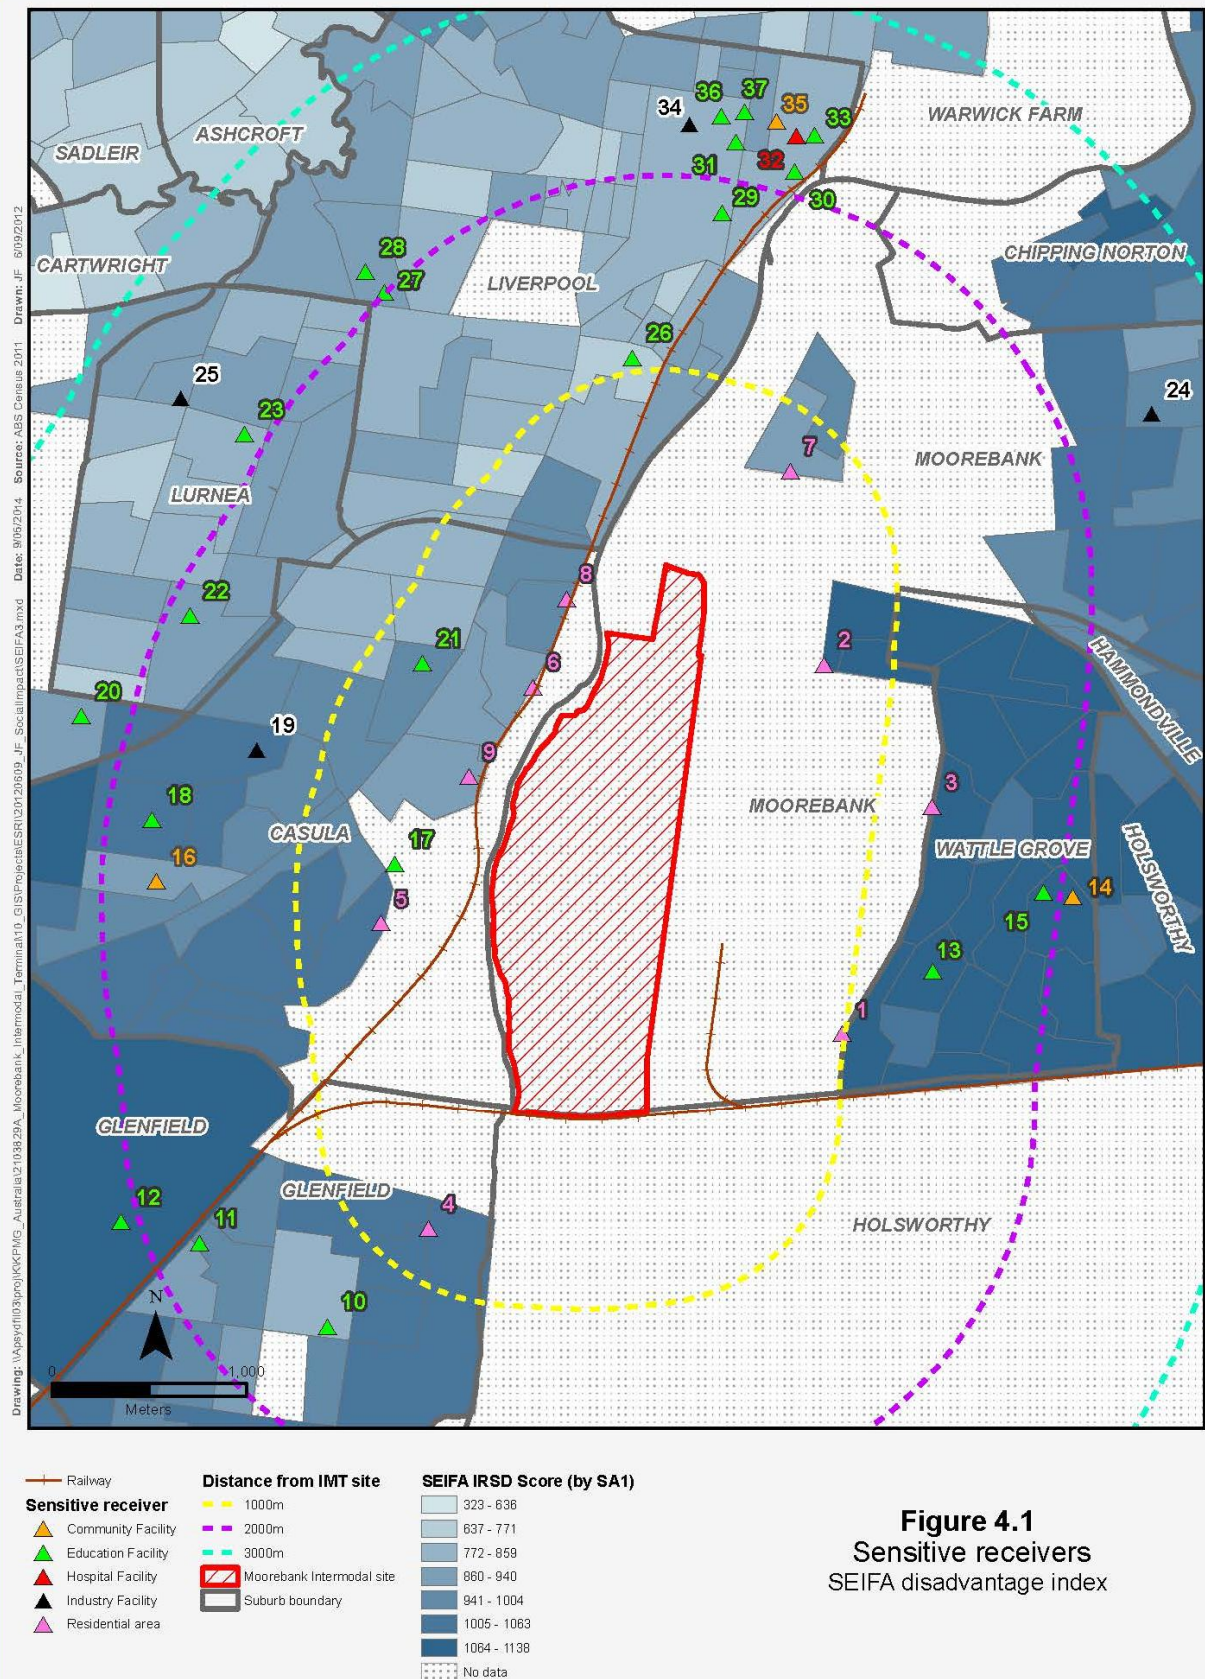 34
36
37
35
33
WARWICK FARM
ASHCROFT
SADLEIR
31
32
30
29
CHIPPING NORTON
CARTWRIGHT
28
27
LIVERPOOL
26
25
24
23
7
MOOREBANK
LURNEA
8
22
21
2
6
HAMMONDVILLE
20
19
9
3
MOOREBANK
18
CASULA
17
WATTLE GROVE
HOLSWORTHY
16
5
15
14
13
1
GLENFIELD
GLENFIELD
4
12
11
HOLSWORTHY
10
N
0
1,000
Meters
Drawn: JF 6/09/2012
Source: ABS Census 2011
Date: 9/05/2014
Railway
Sensitive receiver
Community Facility
Education Facility
Hospital Facility
Industry Facility
Residential area
Distance from IMT site
1000m
2000m
3000m
Moorebank Intermodal site
Suburb boundary
SEIFA IRSD Score (by SA1)
323 - 636
637 - 771
772 - 859
860 - 940
941 - 1004
1005 - 1063
1064 - 1138
No data
Figure 4.1
Sensitive receivers
SEIFA disadvantage index